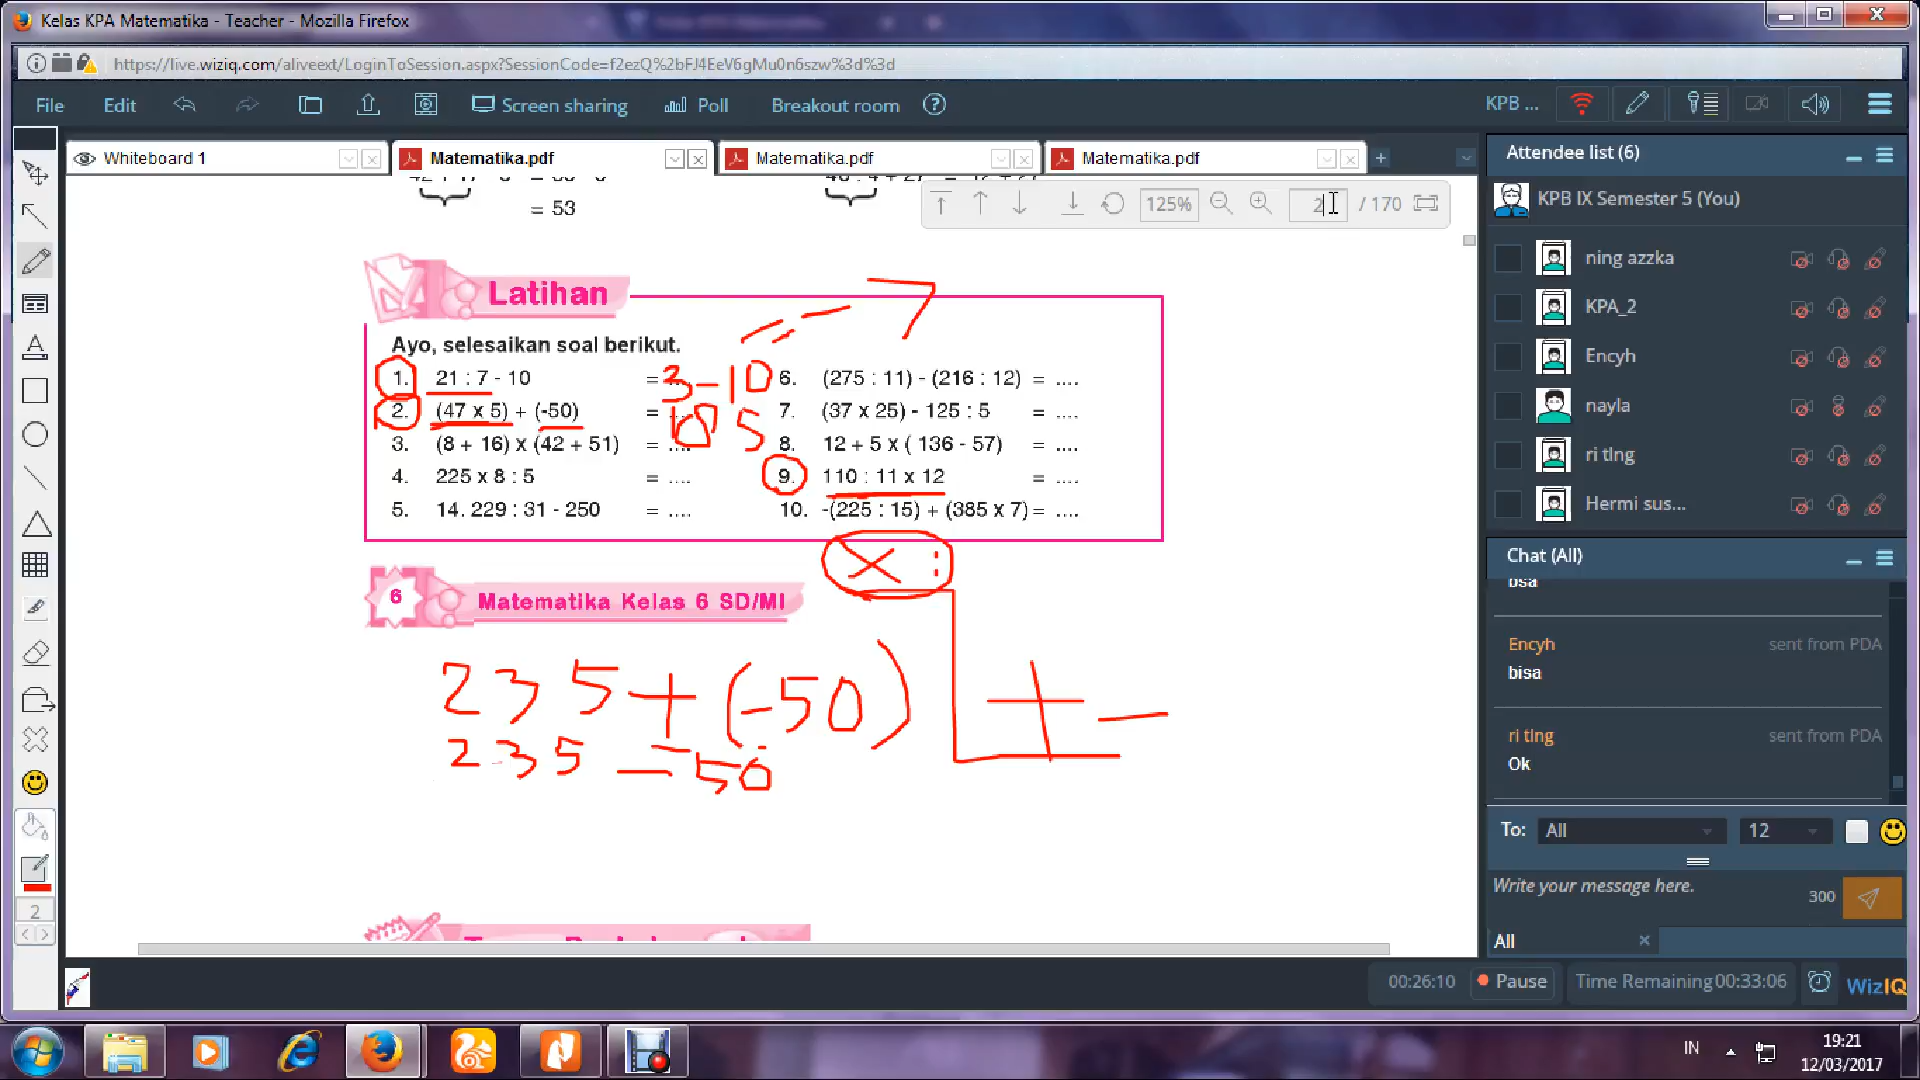 Kelas KPA Matematika - Teacher - Mozilla Firefox
https://live.wiziq.com/aliveext/LoginToSession.aspx?SessionCode=f2ezQ%2bFJ4EeV6gMu0n6szw%3d%3d
File Edit Screen sharing Poll Breakout room KPB ...
Whiteboard 1 Matematika.pdf Matematika.pdf Matematika.pdf
125% 2 / 170
= 53
Latihan
Ayo, selesaikan soal berikut.
1. 21 : 7 - 10 = .... 3 - 10
2. (47 x 5) + (-50) = ....
3. (8 + 16) x (42 + 51) = ....
4. 225 x 8 : 5 = ....
5. 14. 229 : 31 - 250 = ....
6. (275 : 11) - (216 : 12) = ....
7. (37 x 25) - 125 : 5 = ....
8. 12 + 5 x ( 136 - 57) = ....
9. 110 : 11 x 12 = ....
10. -(225 : 15) + (385 x 7) = ....
- 7
5
x :
6 Matematika Kelas 6 SD/MI
235 + (-50)
+ -
235 - 50
2
Attendee list (6)
KPB IX Semester 5 (You)
ning azzka
KPA_2
Encyh
nayla
ri tlng
Hermi sus...
Chat (All)
bsa
Encyh sent from PDA
bisa
ri tlng sent from PDA
Ok
To: All 12
Write your message here. 300
All
00:26:10 Pause Time Remaining 00:33:06 WizIQ
IN 19:21
12/03/2017